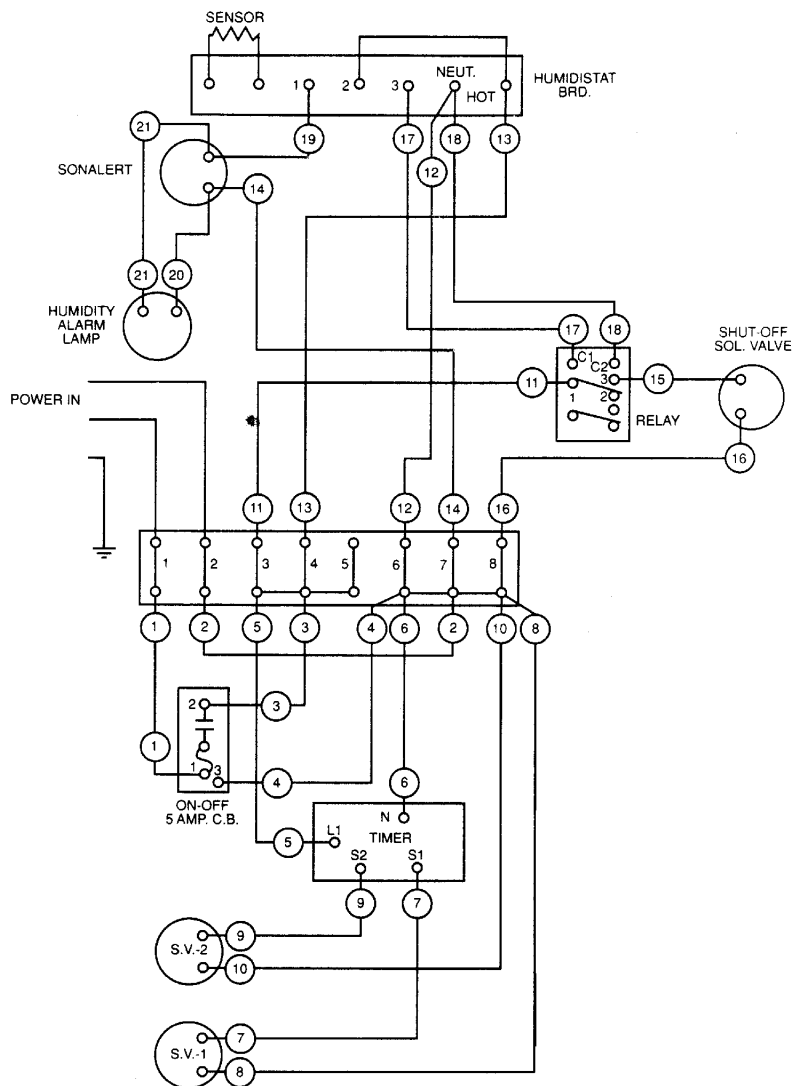 SENSOR
1 2 3 NEUT. HOT
HUMIDISTAT
BRD.
21 19 17 18 13
SONALERT
14 12
21 20
HUMIDITY
ALARM
LAMP
17 18
SHUT-OFF
SOL. VALVE
C1 C2
11 3 15
1 2
RELAY
POWER IN
16
11 13 12 14 16
1 2 3 4 5 6 7 8
1 2 5 3 4 6 2 10 8
2 3
1
1 3 4 6
ON-OFF
5 AMP. C.B.
N
L1 TIMER
5
S2 S1
9 7
S.V.-2 9
10
7
S.V.-1
8